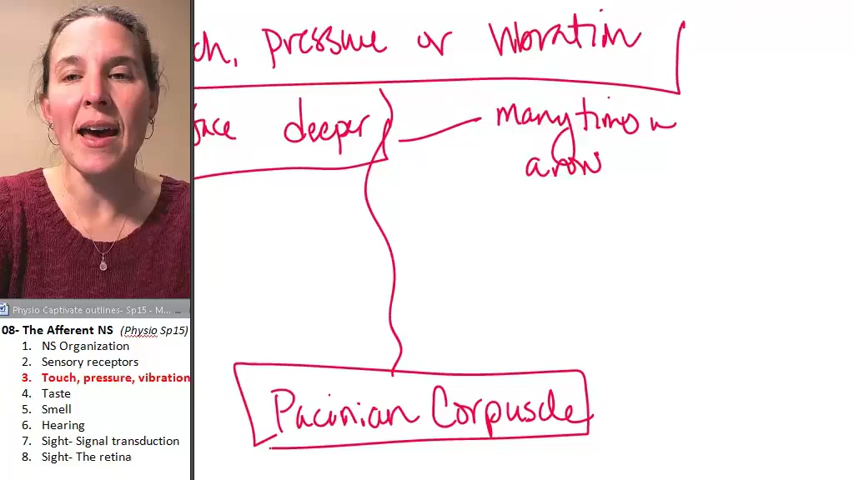 ch, pressure or vibration
face deeper
many times in
a row
Pacinian Corpuscle
Physio Captivate outlines- Sp15 - M...
08- The Afferent NS (Physio Sp15)
1. NS Organization
2. Sensory receptors
3. Touch, pressure, vibration
4. Taste
5. Smell
6. Hearing
7. Sight- Signal transduction
8. Sight- The retina